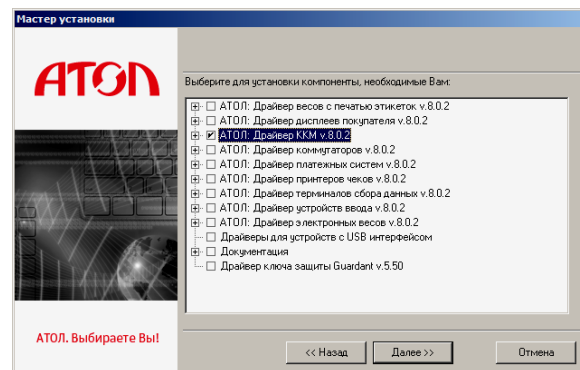 Мастер установки
АТОЛ
Выберите для установки компоненты, необходимые Вам:
АТОЛ: Драйвер весов с печатью этикеток v.8.0.2
АТОЛ: Драйвер дисплеев покупателя v.8.0.2
АТОЛ: Драйвер ККМ v.8.0.2
АТОЛ: Драйвер коммутаторов v.8.0.2
АТОЛ: Драйвер платежных систем v.8.0.2
АТОЛ: Драйвер принтеров чеков v.8.0.2
АТОЛ: Драйвер терминалов сбора данных v.8.0.2
АТОЛ: Драйвер устройств ввода v.8.0.2
АТОЛ: Драйвер электронных весов v.8.0.2
Драйверы для устройств с USB интерфейсом
Документация
Драйвер ключа защиты Guardant v.5.50
АТОЛ. Выбираете Вы!
<< Назад
Далее >>
Отмена